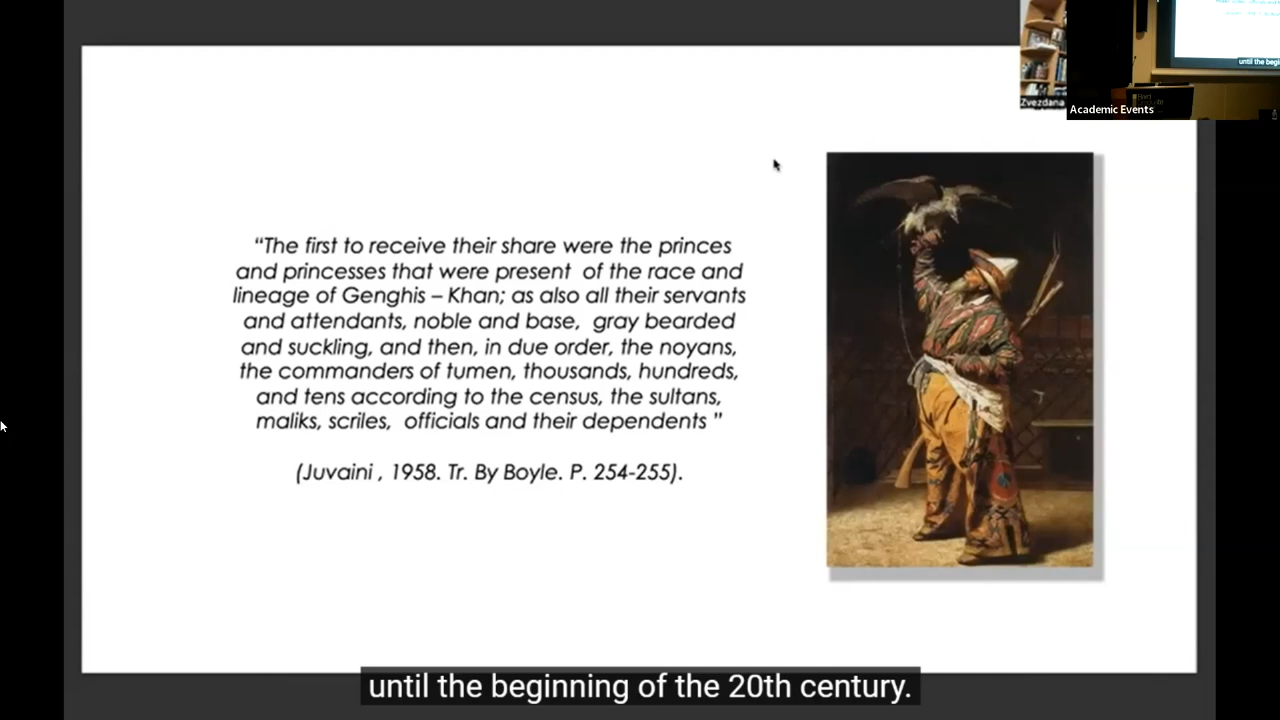 Zvezdana
Academic Events
until the begi
“The first to receive their share were the princes
and princesses that were present of the race and
lineage of Genghis – Khan; as also all their servants
and attendants, noble and base, gray bearded
and suckling, and then, in due order, the noyans,
the commanders of tumen, thousands, hundreds,
and tens according to the census, the sultans,
maliks, scriles, officials and their dependents ”
(Juvaini , 1958. Tr. By Boyle. P. 254-255).
until the beginning of the 20th century.